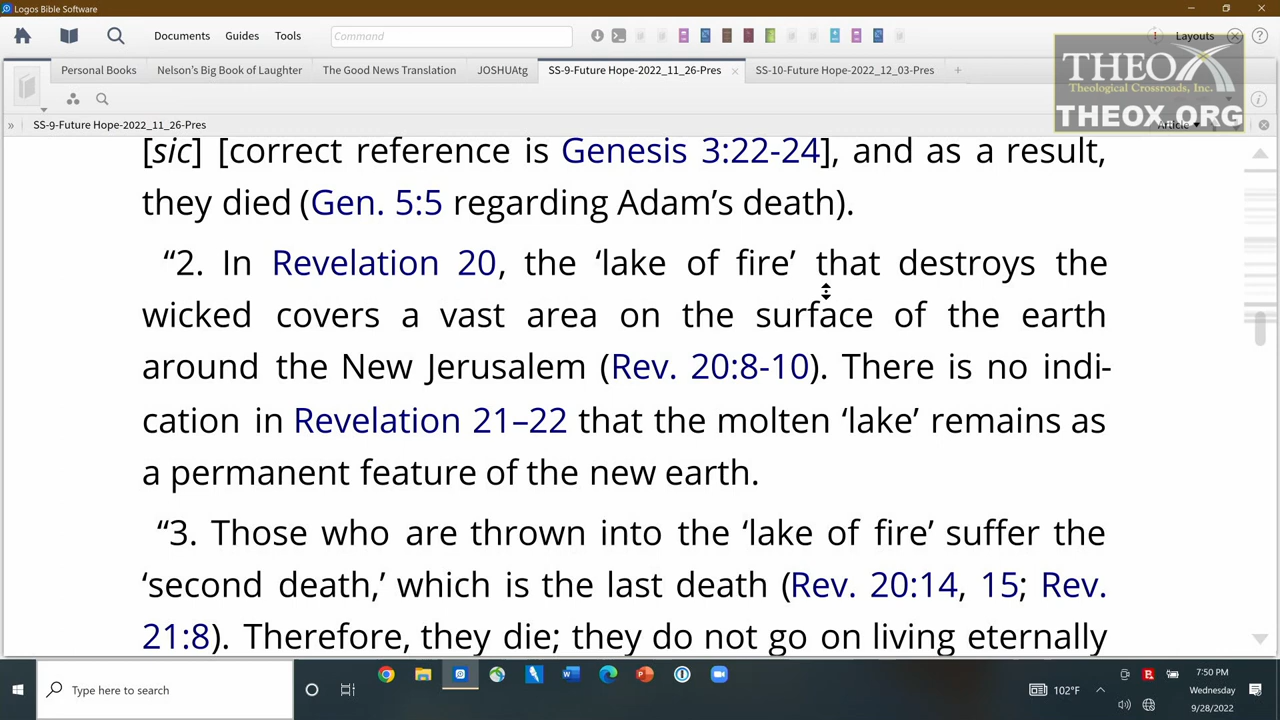 Logos Bible Software
Documents Guides Tools Command Layouts
Personal Books Nelson's Big Book of Laughter The Good News Translation JOSHUAtg SS-9-Future Hope-2022_11_26-Pres SS-10-Future Hope-2022_12_03-Pres
THEOX
Theological Crossroads, Inc.
THEOX.ORG
SS-9-Future Hope-2022_11_26-Pres Article
[sic] [correct reference is Genesis 3:22-24], and as a result,
they died (Gen. 5:5 regarding Adam’s death).
“2. In Revelation 20, the ‘lake of fire’ that destroys the
wicked covers a vast area on the surface of the earth
around the New Jerusalem (Rev. 20:8-10). There is no indi-
cation in Revelation 21–22 that the molten ‘lake’ remains as
a permanent feature of the new earth.
“3. Those who are thrown into the ‘lake of fire’ suffer the
‘second death,’ which is the last death (Rev. 20:14, 15; Rev.
21:8). Therefore, they die; they do not go on living eternally
Type here to search
102°F
7:50 PM
Wednesday
9/28/2022